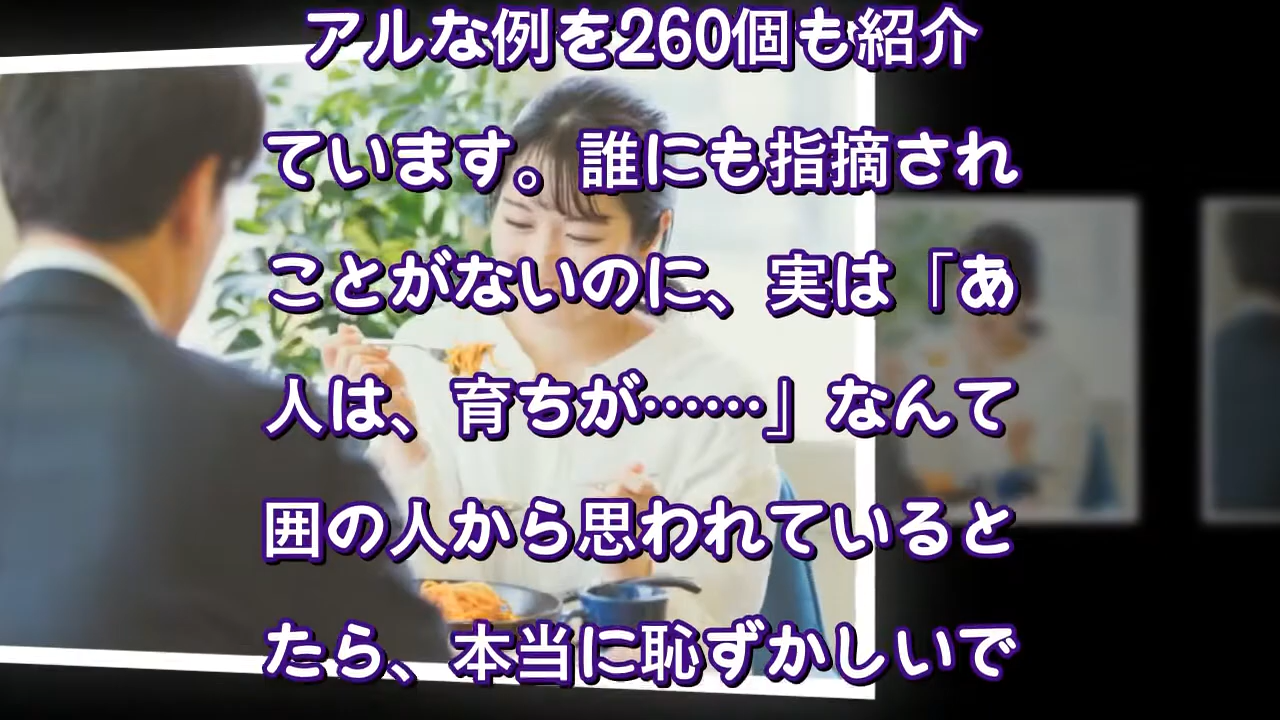 アルな例を260個も紹介
ています。誰にも指摘され
ことがないのに、実は「あ
人は、育ちが……」なんて
囲の人から思われていると
たら、本当に恥ずかしいで